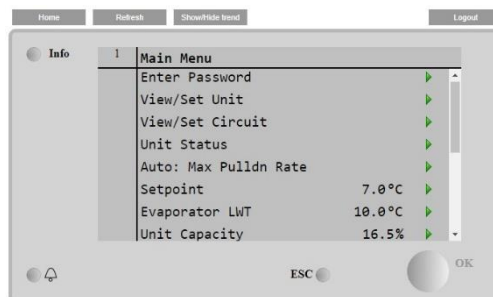 Home Refresh Show/Hide trend Logout
Info 1 Main Menu
Enter Password
View/Set Unit
View/Set Circuit
Unit Status
Auto: Max Pulldn Rate
Setpoint 7.0°C
Evaporator LWT 10.0°C
Unit Capacity 16.5%
ESC OK